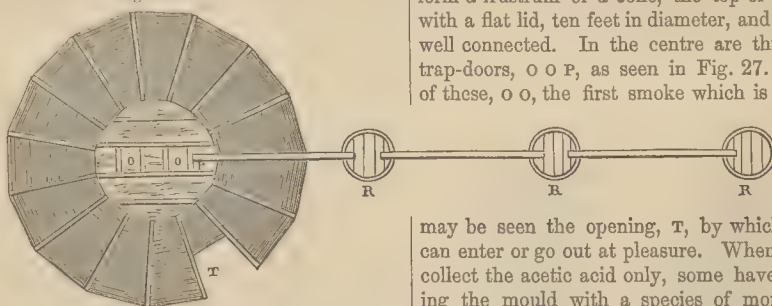 form a frustrum of a cone, the top of
with a flat lid, ten feet in diameter, and
well connected. In the centre are th
trap-doors, O O P, as seen in Fig. 27.
of these, O O, the first smoke which is
O O
R R R
T
may be seen the opening, T, by which
can enter or go out at pleasure. When
collect the acetic acid only, some have
ing the mould with a species of mo